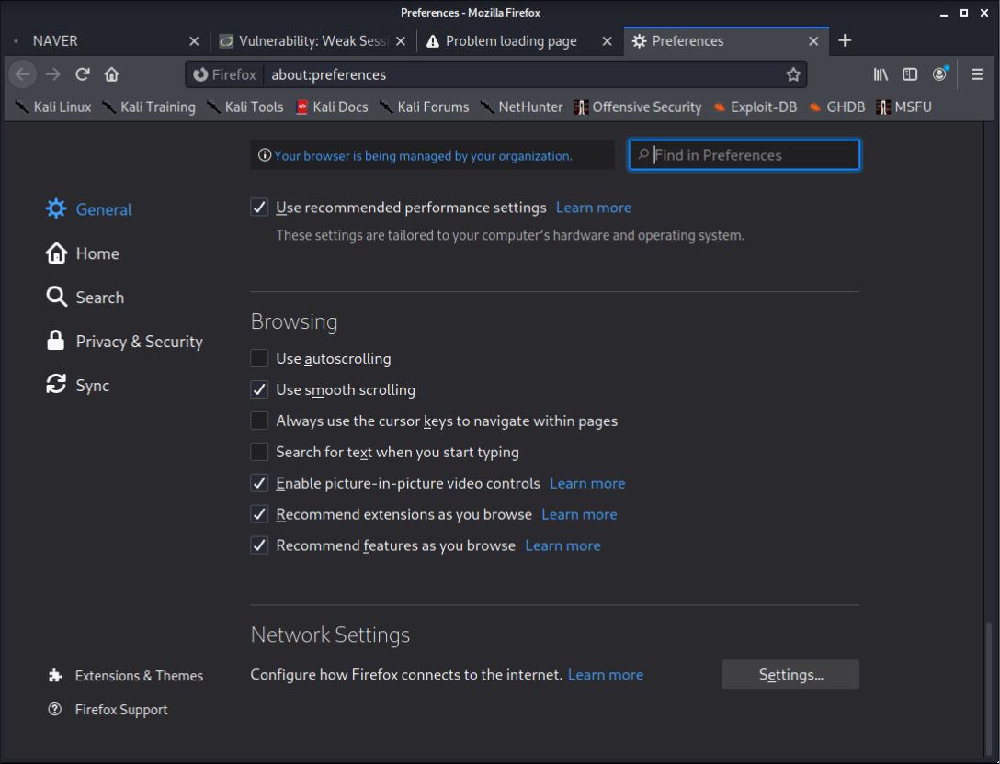 Preferences - Mozilla Firefox
NAVER
Vulnerability: Weak Sess
Problem loading page
Preferences
Firefox
about:preferences
Kali Linux
Kali Training
Kali Tools
Kali Docs
Kali Forums
NetHunter
Offensive Security
Exploit-DB
GHDB
MSFU
Your browser is being managed by your organization.
Find in Preferences
General
Home
Search
Privacy & Security
Sync
Extensions & Themes
Firefox Support
Use recommended performance settings Learn more
These settings are tailored to your computer's hardware and operating system.
Browsing
Use autoscrolling
Use smooth scrolling
Always use the cursor keys to navigate within pages
Search for text when you start typing
Enable picture-in-picture video controls Learn more
Recommend extensions as you browse Learn more
Recommend features as you browse Learn more
Network Settings
Configure how Firefox connects to the internet. Learn more
Settings...